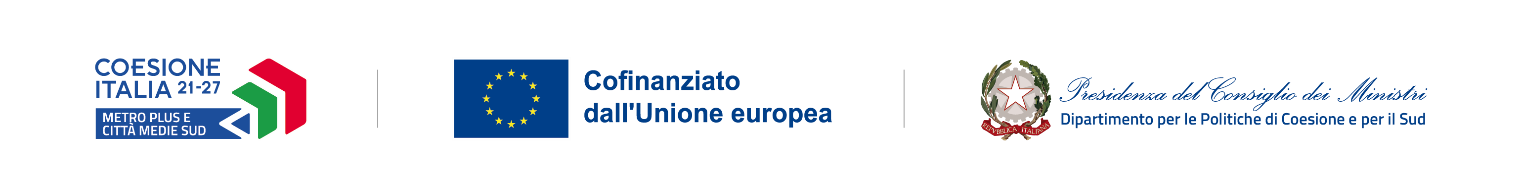 COESIONE
ITALIA 21-27
METRO PLUS E
CITTÀ MEDIE SUD
Cofinanziato
dall'Unione europea
REPUBBLICA ITALIANA
Presidenza del Consiglio dei Ministri
Dipartimento per le Politiche di Coesione e per il Sud